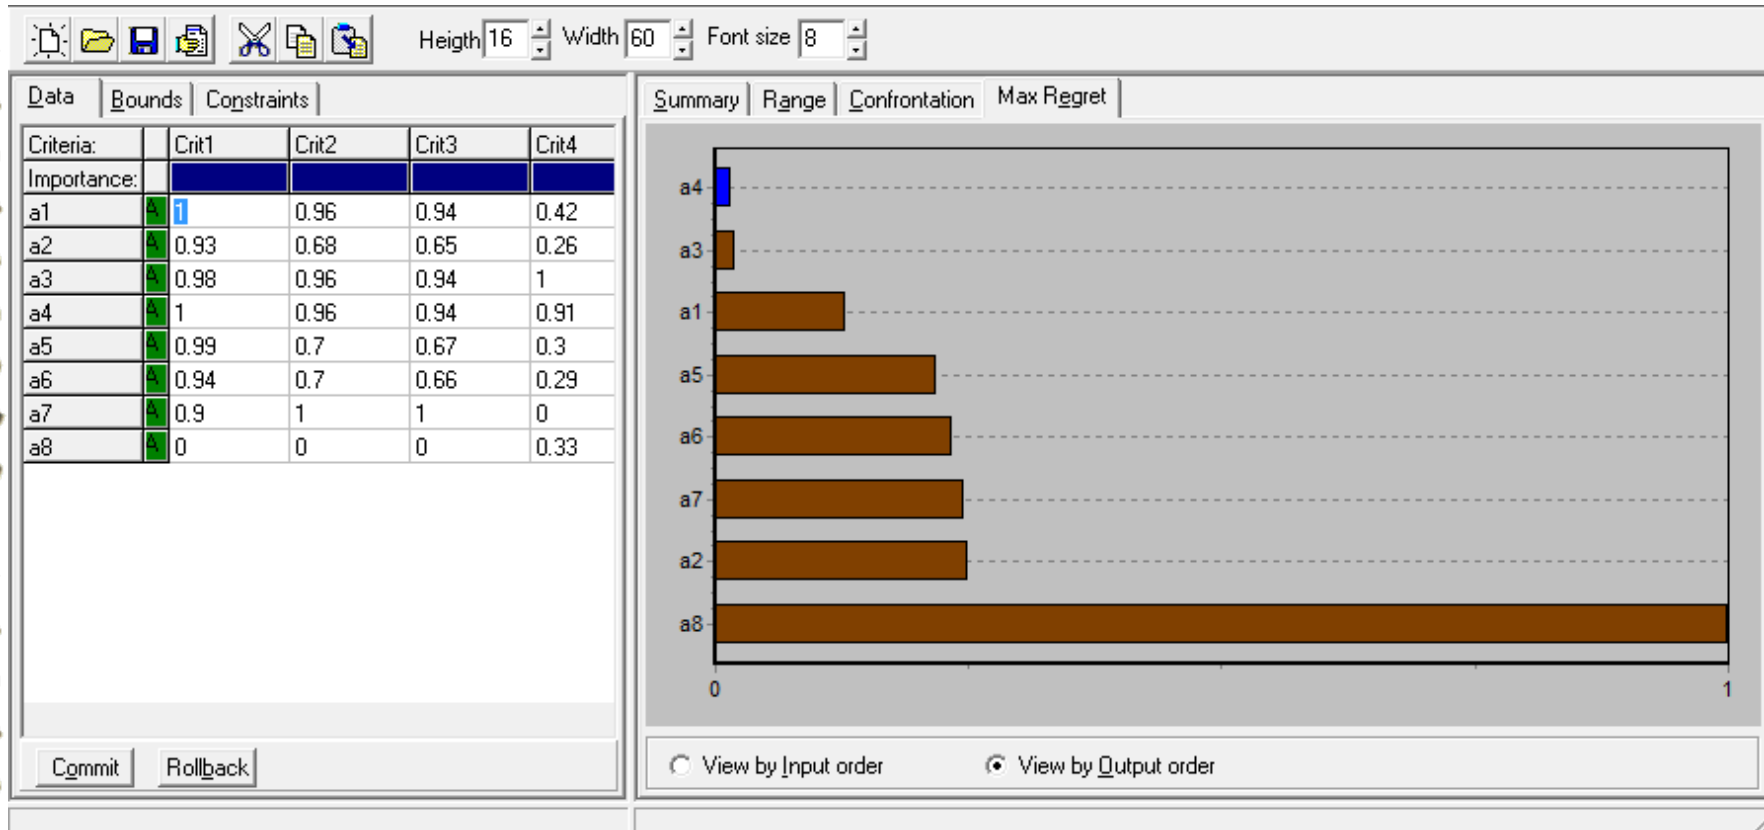 Heigth 16 Width 60 Font size 8
Data Bounds Constraints
Criteria: Crit1 Crit2 Crit3 Crit4
Importance:
a1 A 1 0.96 0.94 0.42
a2 A 0.93 0.68 0.65 0.26
a3 A 0.98 0.96 0.94 1
a4 A 1 0.96 0.94 0.91
a5 A 0.99 0.7 0.67 0.3
a6 A 0.94 0.7 0.66 0.29
a7 A 0.9 1 1 0
a8 A 0 0 0 0.33
Commit Rollback
Summary Range Confrontation Max Regret
a4
a3
a1
a5
a6
a7
a2
a8
0 1
View by Input order View by Output order